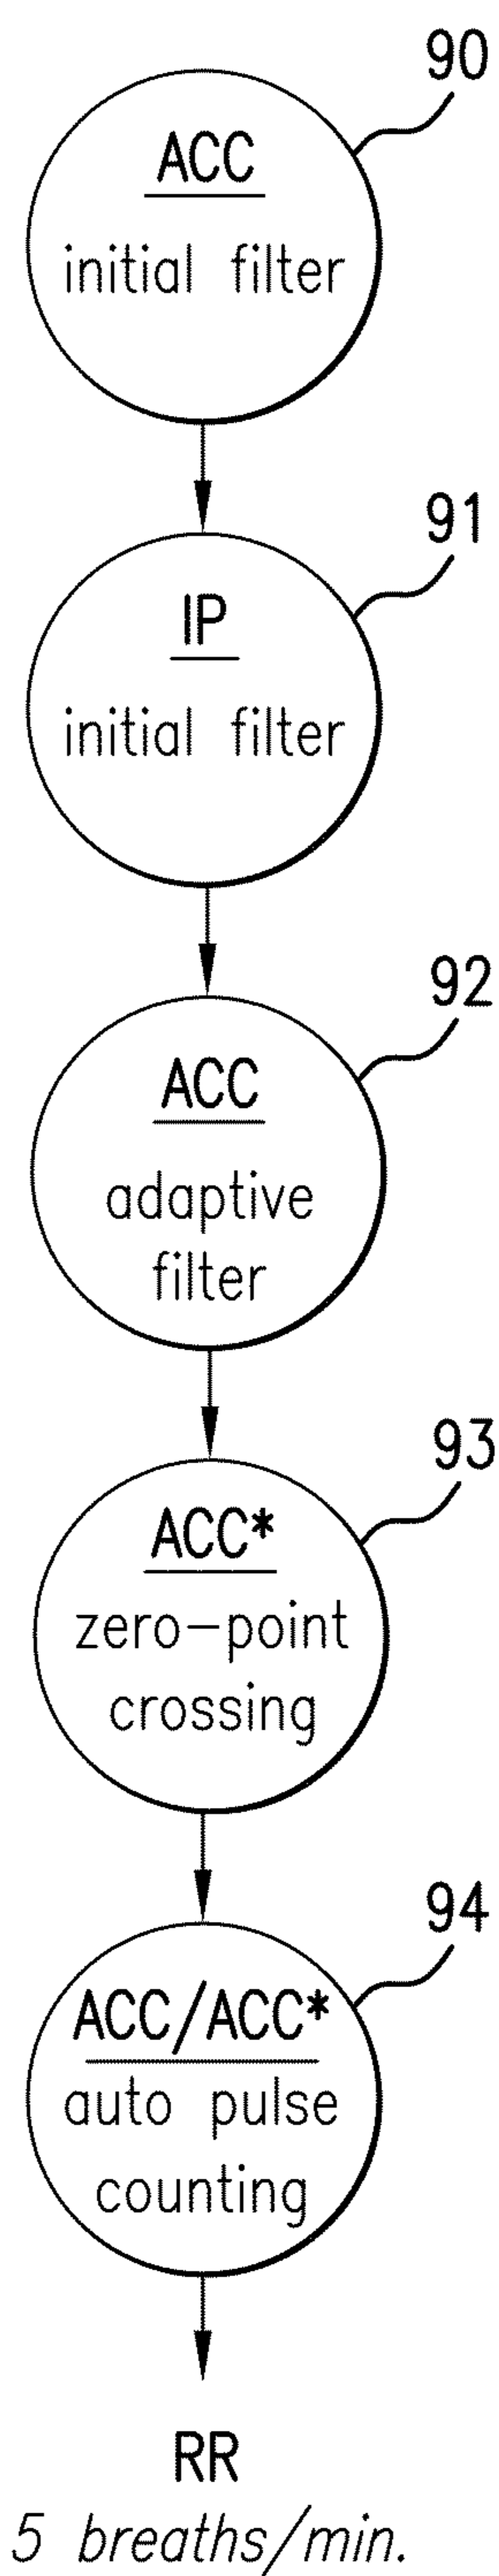 90
ACC
initial filter
91
IP
initial filter
92
ACC
adaptive
filter
93
ACC*
zero-point
crossing
94
ACC/ACC*
auto pulse
counting
RR
5 breaths/min.